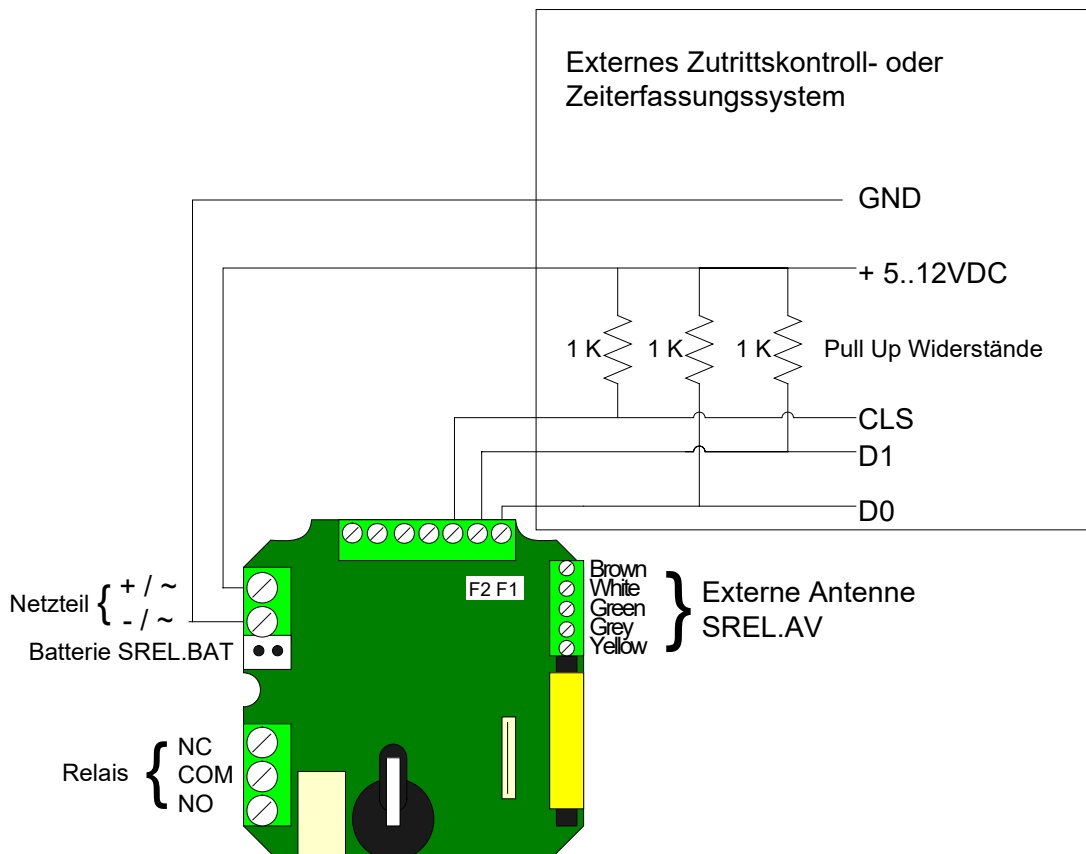 Externes Zutrittskontroll- oder
Zeiterfassungssystem
GND
+ 5..12VDC
1 K
1 K
1 K
Pull Up Widerstände
CLS
D1
D0
F2 F1
Netzteil { + / ~
- / ~
Batterie SREL.BAT
Brown
White
Green
Grey
Yellow
} Externe Antenne
SREL.AV
Relais { NC
COM
NO